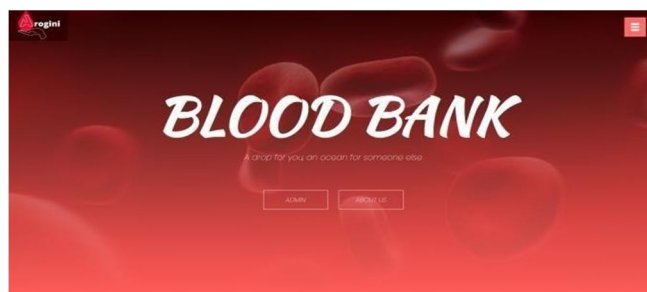 rogini
BLOOD BANK
A drop for you, an ocean for someone else
ADMIN
ABOUT US